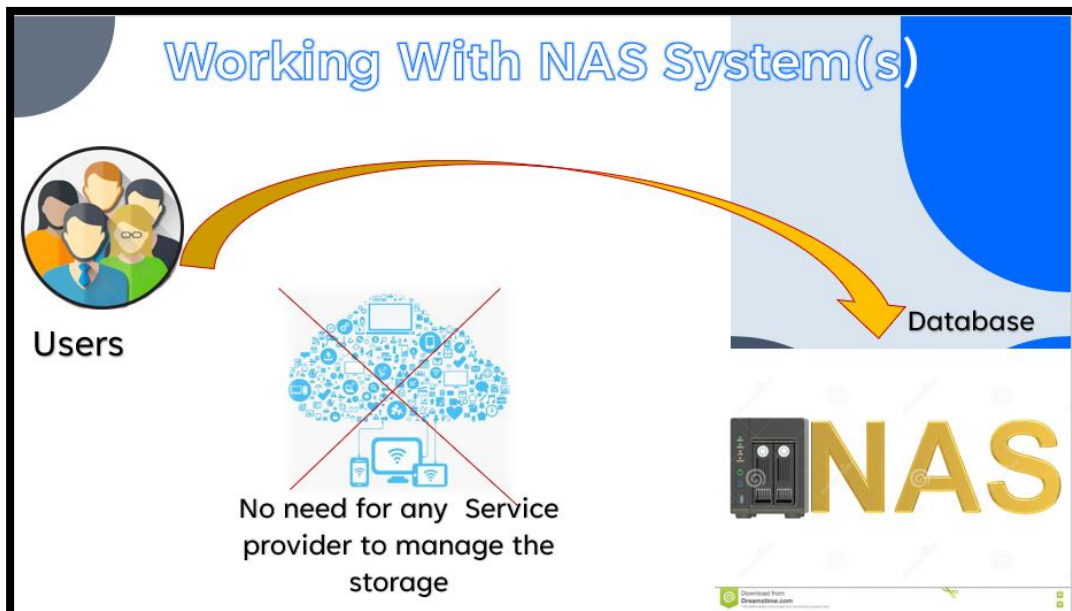 Working With NAS System(s)
Users
Database
No need for any Service
provider to manage the
storage
NAS
Download from
Dreamstime.com